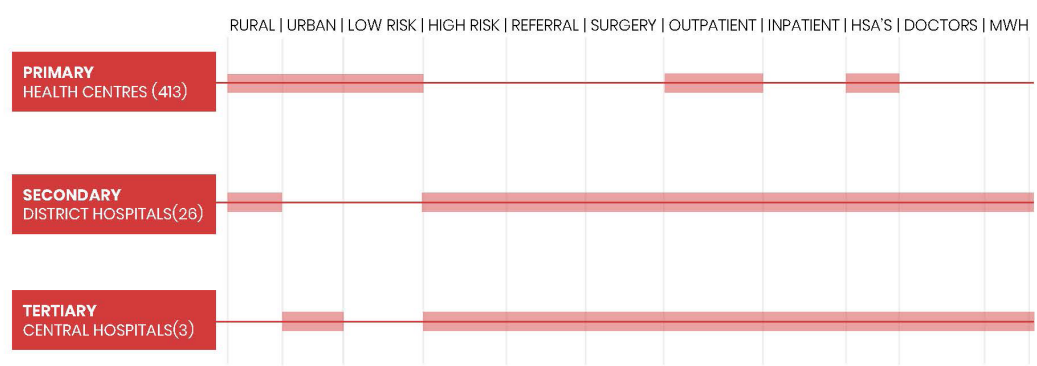 RURAL | URBAN | LOW RISK | HIGH RISK | REFERRAL | SURGERY | OUTPATIENT | INPATIENT | HSA'S | DOCTORS | MWH
PRIMARY
HEALTH CENTRES (413)
SECONDARY
DISTRICT HOSPITALS(26)
TERTIARY
CENTRAL HOSPITALS(3)